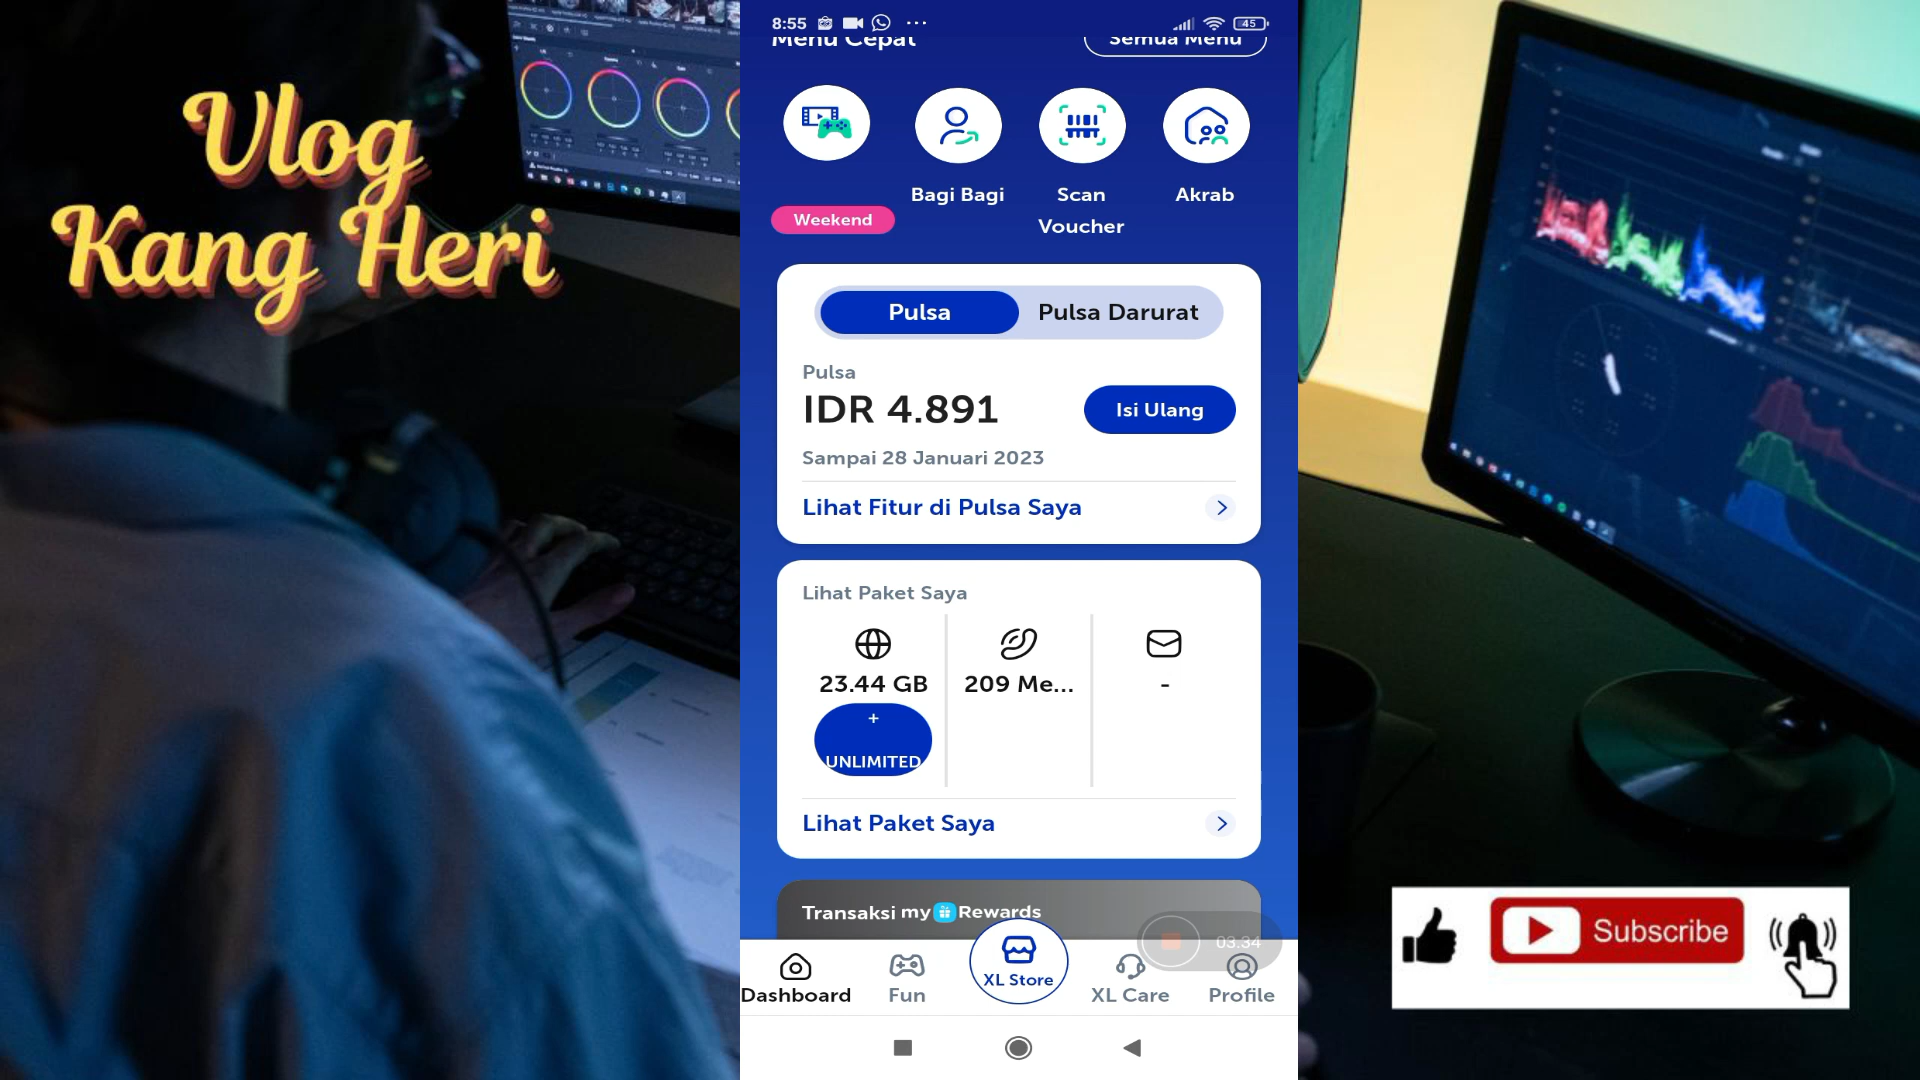 Vlog
Kang Heri
8:55
45
Menu Cepat
Semua Menu
Bagi Bagi
Scan
Voucher
Akrab
Weekend
Pulsa
Pulsa Darurat
Pulsa
IDR 4.891
Isi Ulang
Sampai 28 Januari 2023
Lihat Fitur di Pulsa Saya
Lihat Paket Saya
23.44 GB
209 Me...
-
+
UNLIMITED
Lihat Paket Saya
Transaksi my Rewards
03.34
Dashboard
Fun
XL Store
XL Care
Profile
Subscribe